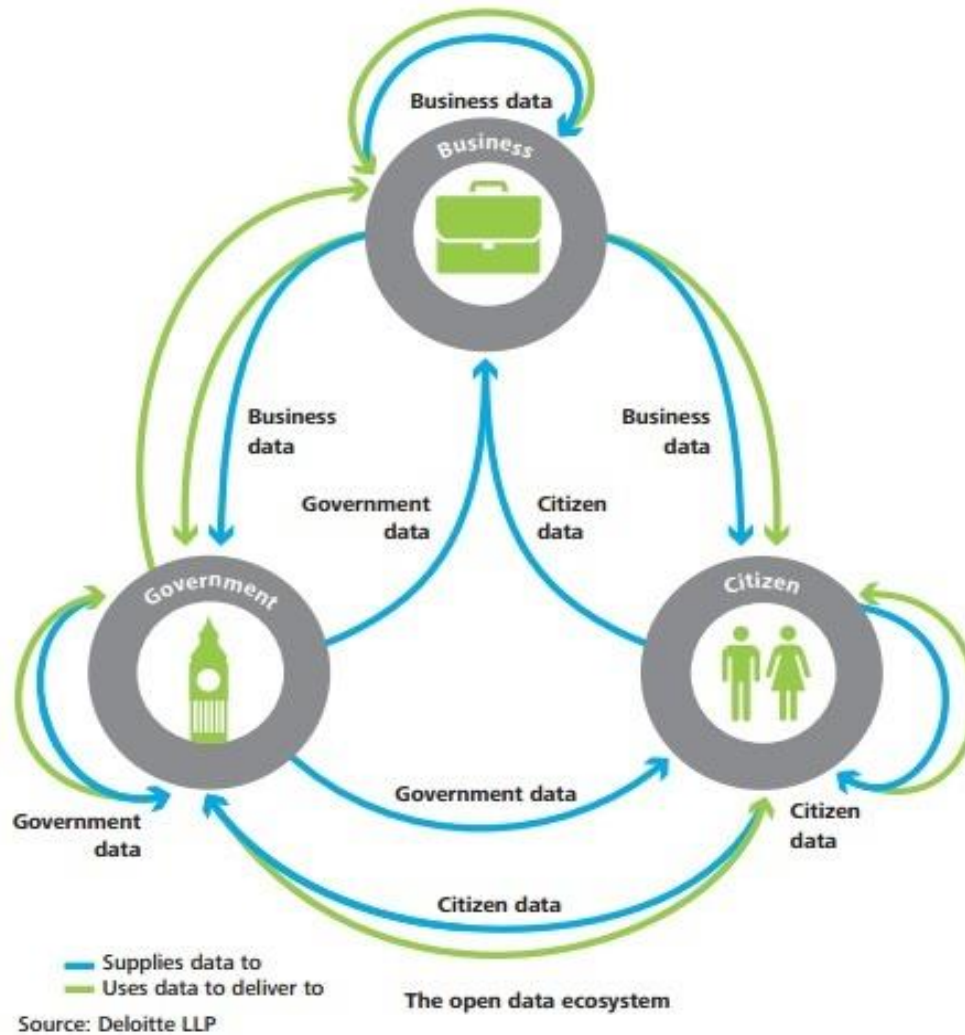 Business data
Business
Business
data
Business
data
Government
data
Citizen
data
Government
Citizen
Government data
Government
data
Citizen
data
Citizen data
Supplies data to
Uses data to deliver to
The open data ecosystem
Source: Deloitte LLP